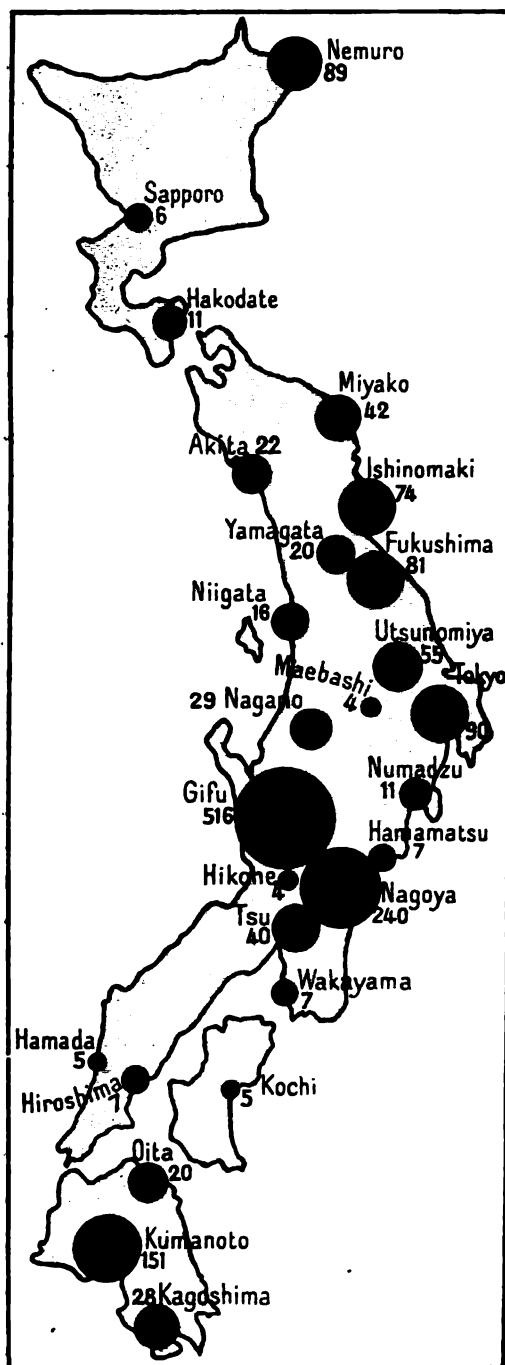 Nemuro
89
Sapporo
6
Hakodate
11
Miyako
42
Akita 22
Ishinomaki
74
Yamagata
20
Fukushima
81
Niigata
16
Utsunomiya
55
Maebashi
4
Tokyo
90
29 Nagano
Numadzu
11
Gifu
516
Hamamatsu
7
Hikone
4
Nagoya
240
Tsu
40
Wakayama
7
Hamada
5
Hiroshima
7
Kochi
5
Oita
20
Kumanoto
151
28 Kagoshima